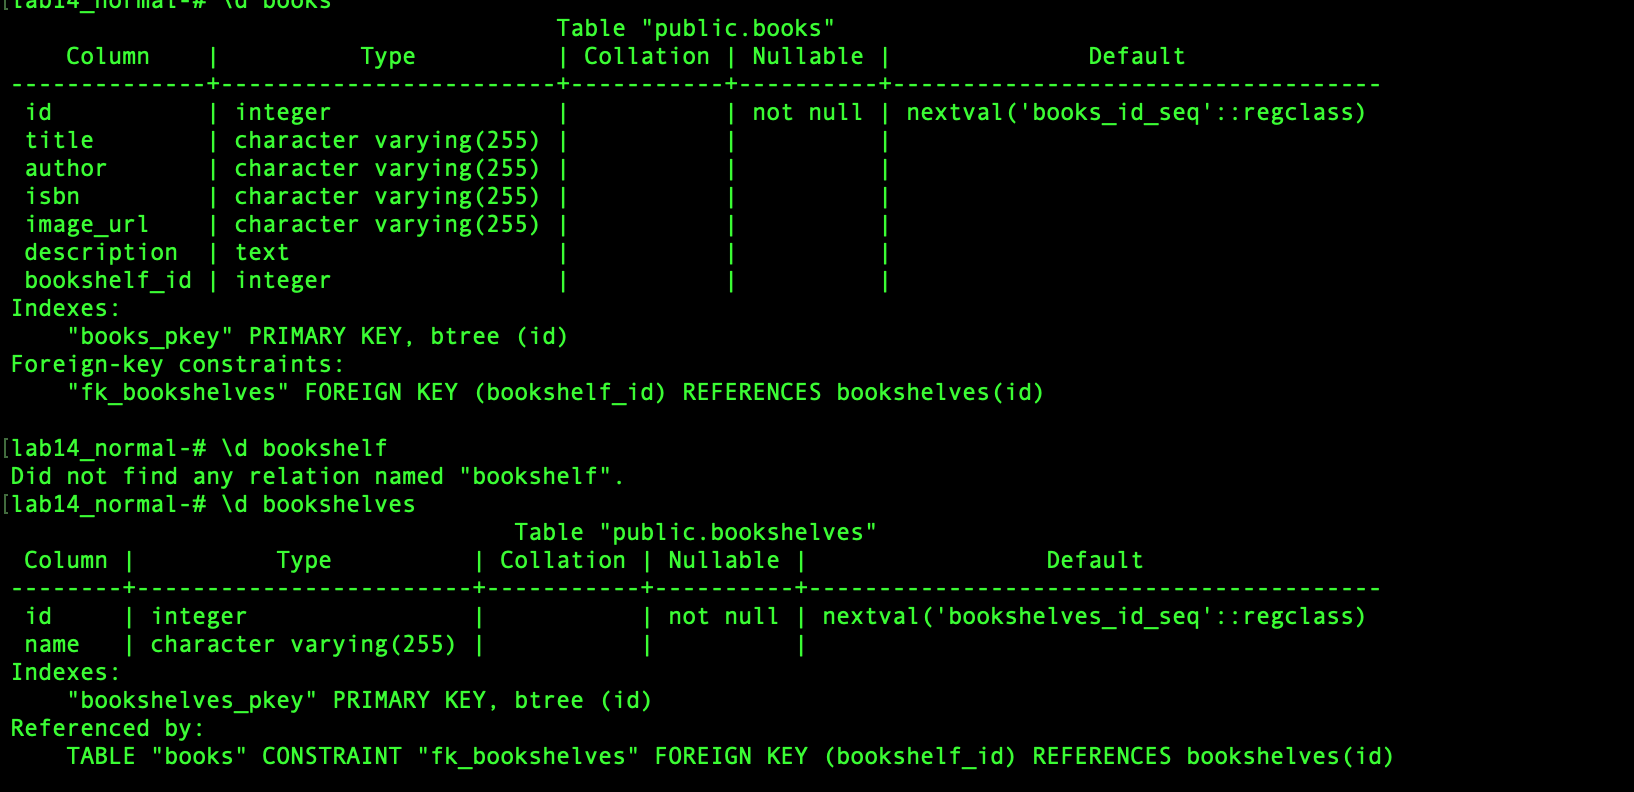 [lab14_normal-# \d books
Table "public.books"
Column | Type | Collation | Nullable | Default
--------------+------------------------+-----------+----------+-----------------------------------
id | integer | | not null | nextval('books_id_seq'::regclass)
title | character varying(255) | | |
author | character varying(255) | | |
isbn | character varying(255) | | |
image_url | character varying(255) | | |
description | text | | |
bookshelf_id | integer | | |
Indexes:
"books_pkey" PRIMARY KEY, btree (id)
Foreign-key constraints:
"fk_bookshelves" FOREIGN KEY (bookshelf_id) REFERENCES bookshelves(id)
[lab14_normal-# \d bookshelf
Did not find any relation named "bookshelf".
[lab14_normal-# \d bookshelves
Table "public.bookshelves"
Column | Type | Collation | Nullable | Default
--------+------------------------+-----------+----------+-----------------------------------------
id | integer | | not null | nextval('bookshelves_id_seq'::regclass)
name | character varying(255) | | |
Indexes:
"bookshelves_pkey" PRIMARY KEY, btree (id)
Referenced by:
TABLE "books" CONSTRAINT "fk_bookshelves" FOREIGN KEY (bookshelf_id) REFERENCES bookshelves(id)